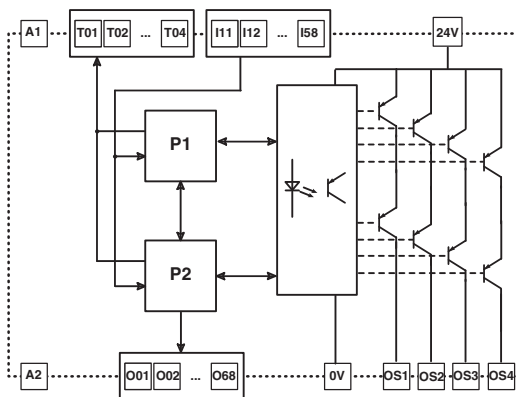 A1 T01 T02 ... T04 I11 I12 ... I58 24V
P1
P2
A2 O01 O02 ... O68 0V OS1 OS2 OS3 OS4